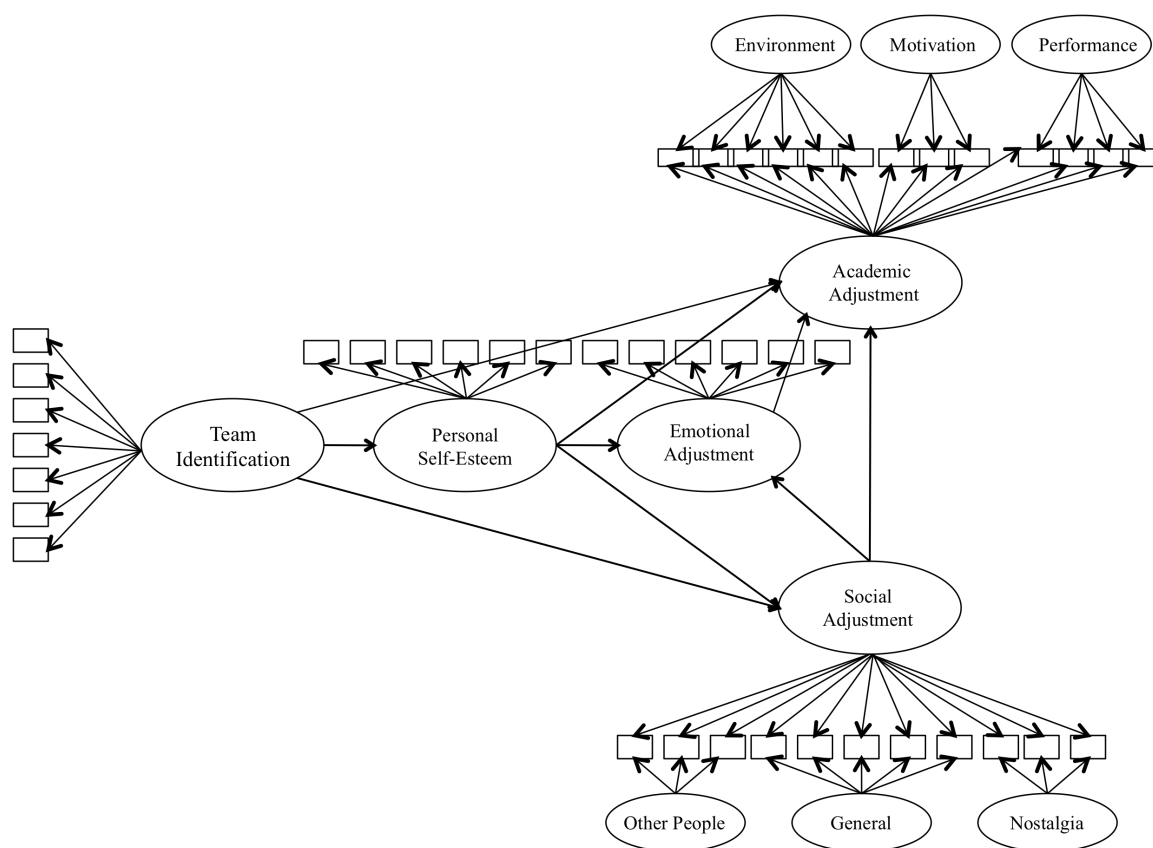 Environment
Motivation
Performance
Academic
Adjustment
Team
Identification
Personal
Self-Esteem
Emotional
Adjustment
Social
Adjustment
Other People
General
Nostalgia